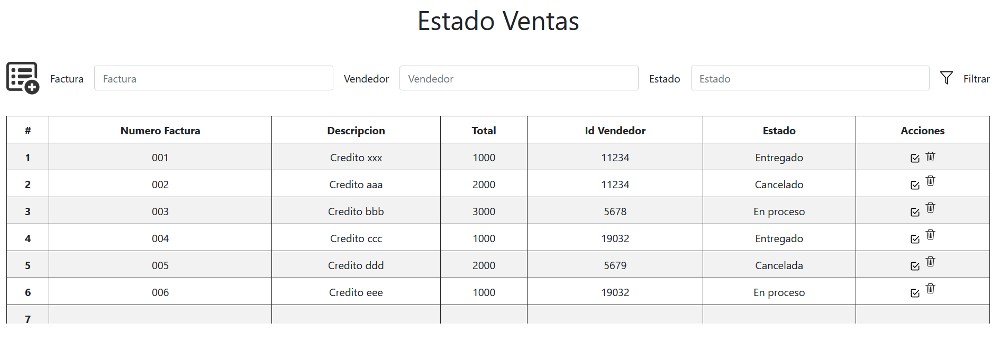 Estado Ventas
Factura Factura Vendedor Vendedor Estado Estado Filtrar
# Numero Factura Descripcion Total Id Vendedor Estado Acciones
1 001 Credito xxx 1000 11234 Entregado
2 002 Credito aaa 2000 11234 Cancelado
3 003 Credito bbb 3000 5678 En proceso
4 004 Credito ccc 1000 19032 Entregado
5 005 Credito ddd 2000 5679 Cancelada
6 006 Credito eee 1000 19032 En proceso
7